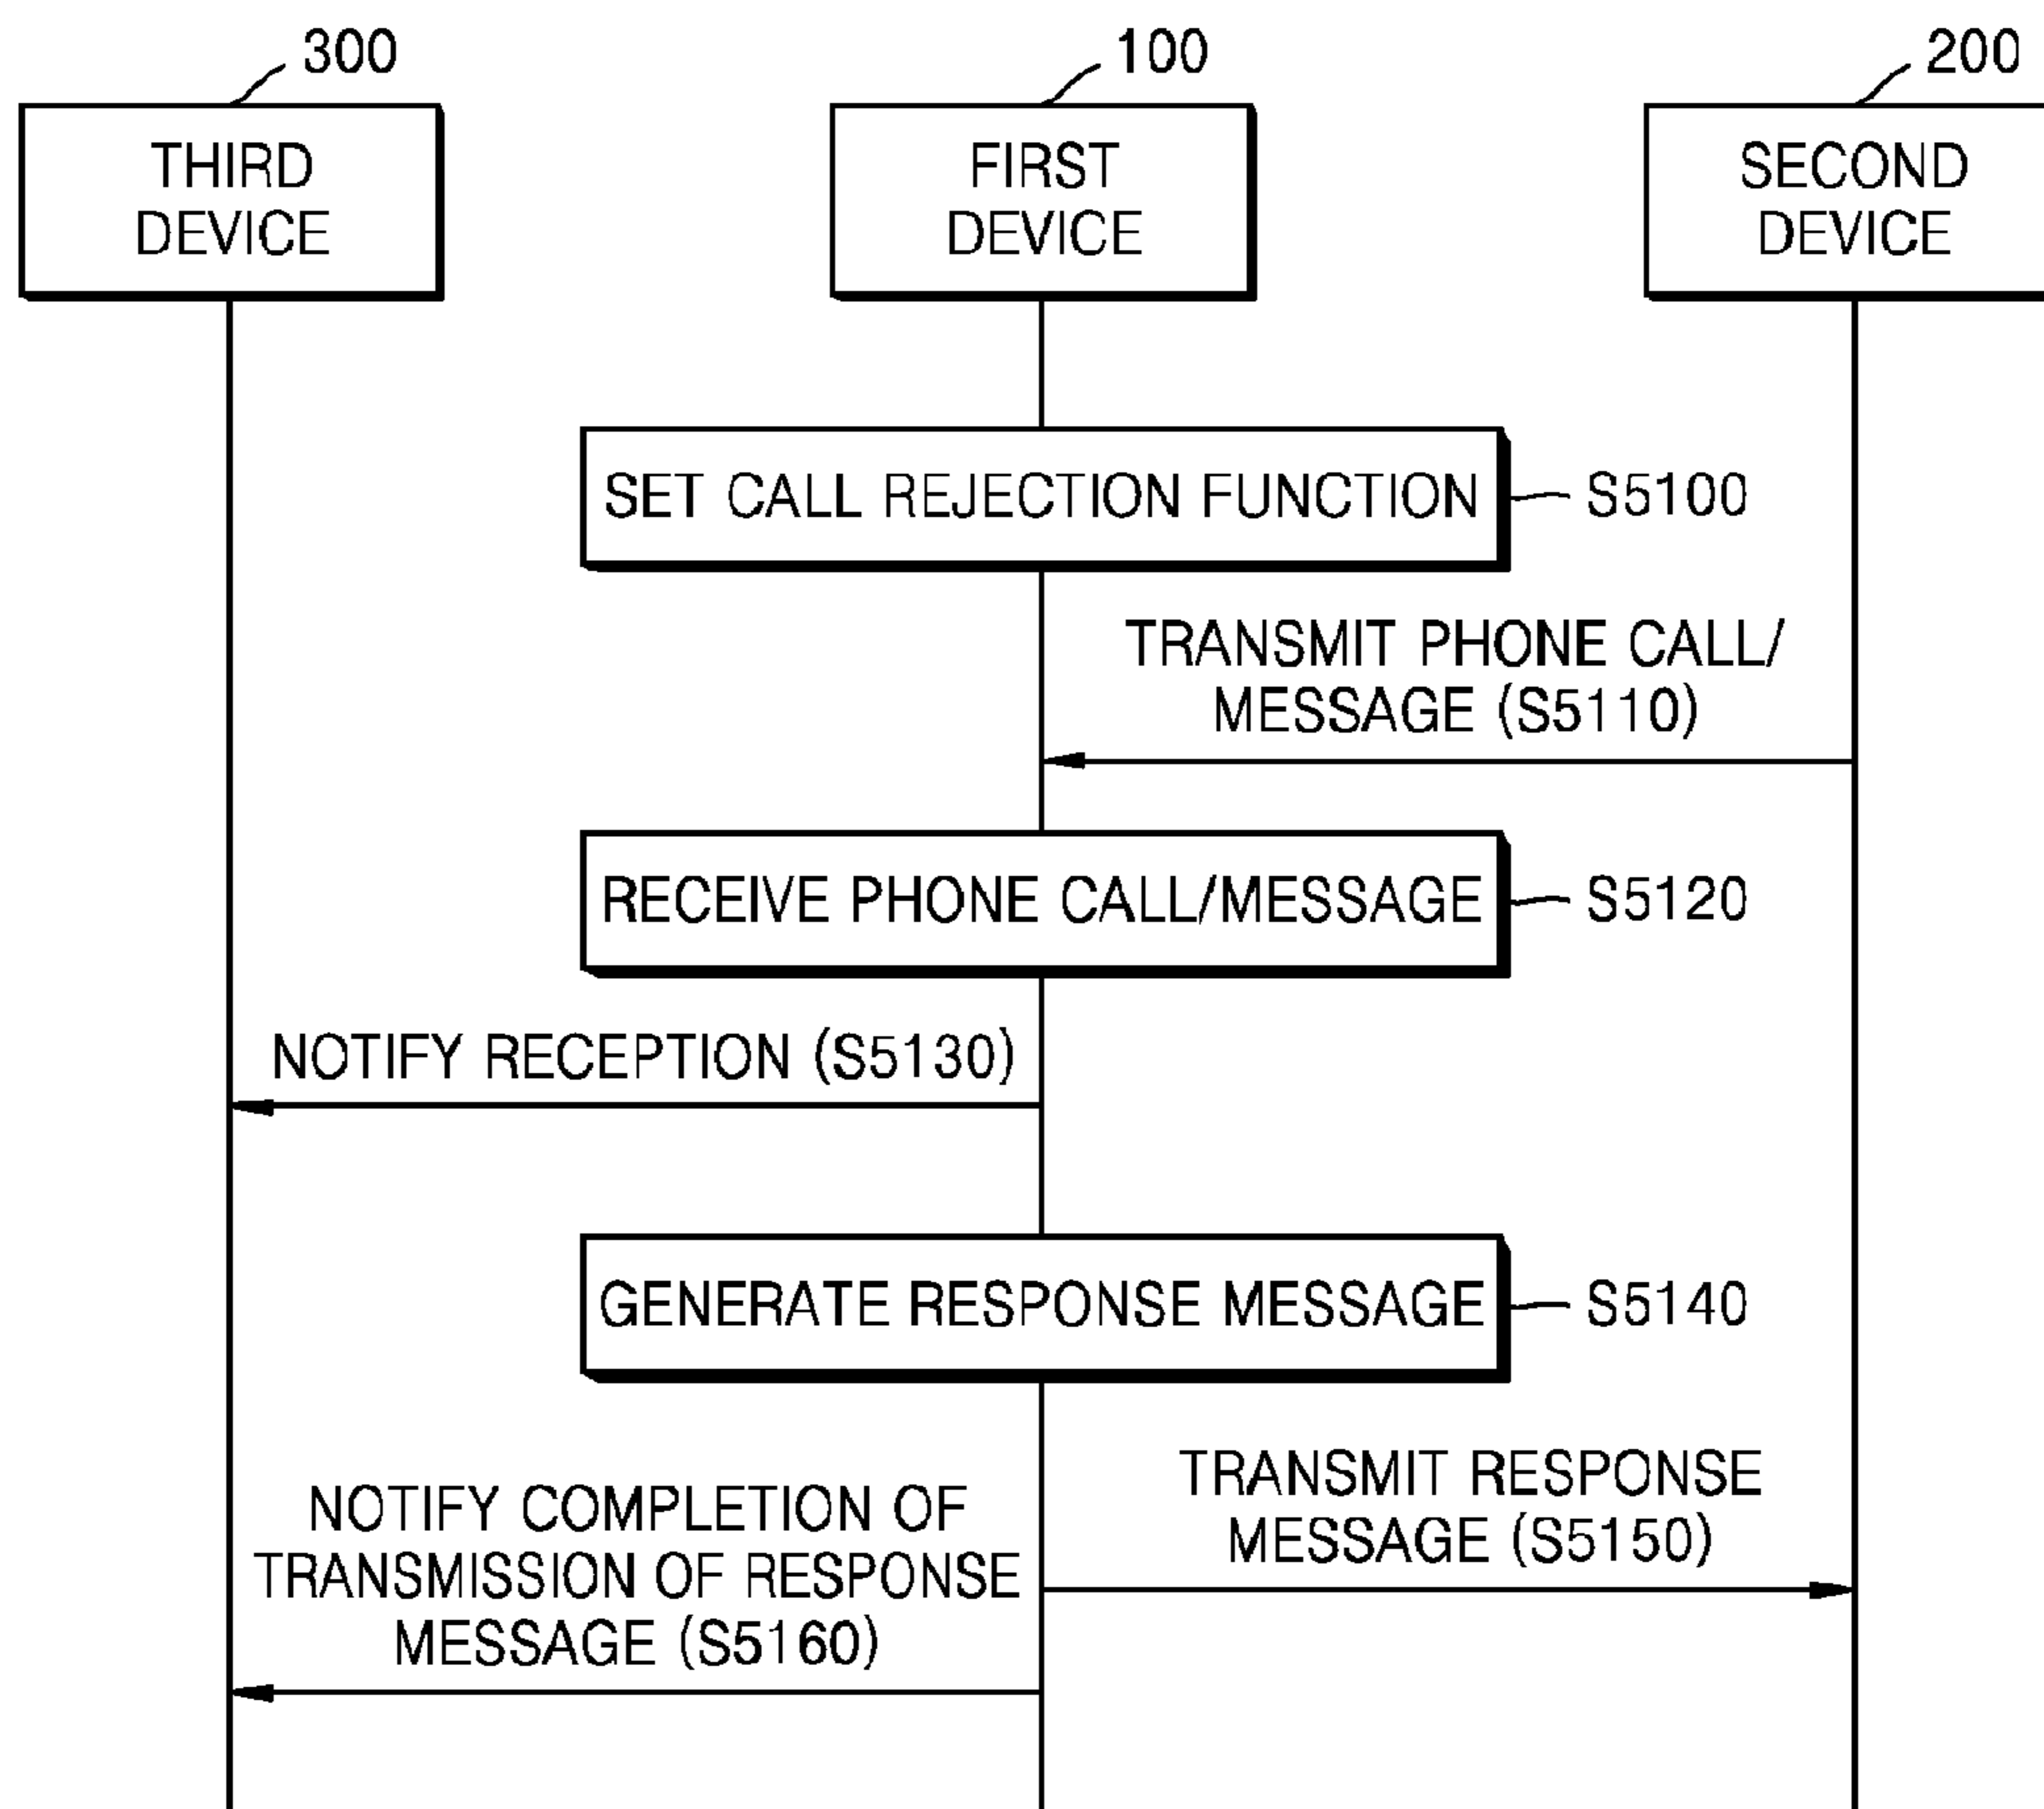 300
100
200
THIRD
DEVICE
FIRST
DEVICE
SECOND
DEVICE
SET CALL REJECTION FUNCTION
S5100
TRANSMIT PHONE CALL/
MESSAGE (S5110)
RECEIVE PHONE CALL/MESSAGE
S5120
NOTIFY RECEPTION (S5130)
GENERATE RESPONSE MESSAGE
S5140
TRANSMIT RESPONSE
MESSAGE (S5150)
NOTIFY COMPLETION OF
TRANSMISSION OF RESPONSE
MESSAGE (S5160)